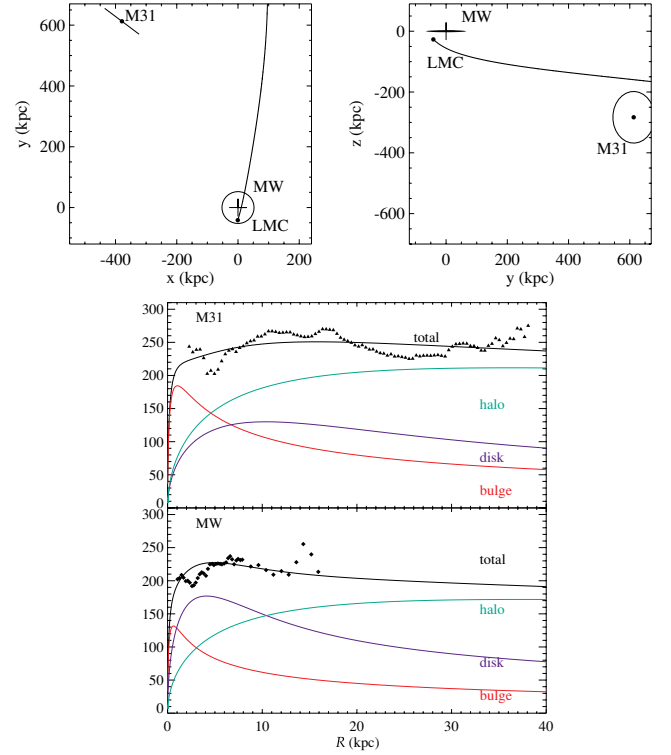 M31
600
400
y (kpc)
200
MW
0
LMC
-400
-200
0
200
x (kpc)
MW
0
LMC
-200
z (kpc)
M31
-400
-600
0
200
400
600
y (kpc)
300
M31
total
250
200
150
halo
100
disk
50
bulge
0
300
MW
250
total
200
halo
150
100
disk
50
bulge
0
0
10
20
30
40
R (kpc)